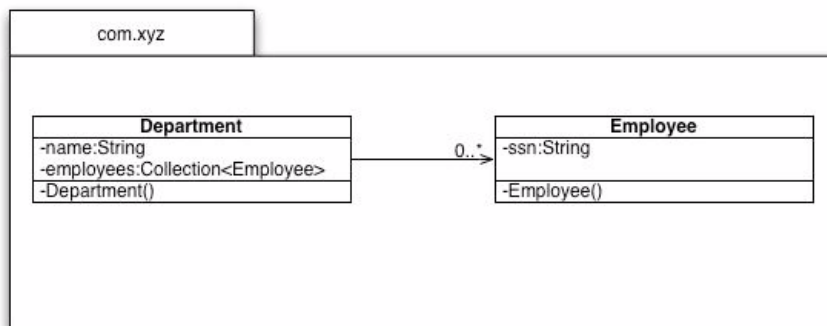 com.xyz
Department
-name:String
-employees:Collection<Employee>
-Department()
0..*
Employee
-ssn:String
-Employee()